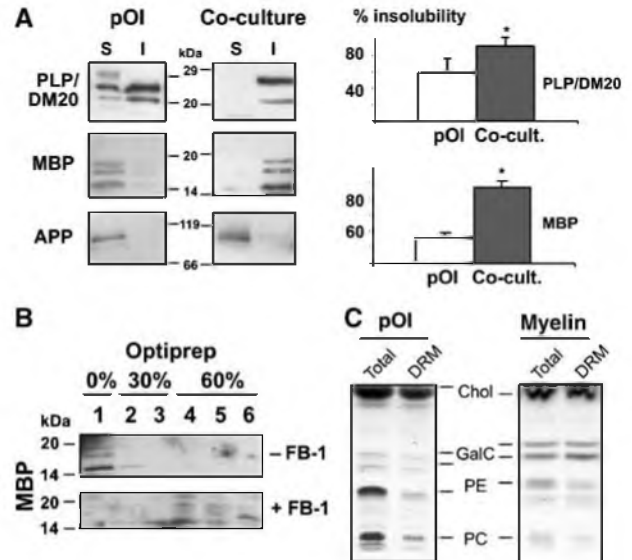 A
pOl
Co-culture
S I kDa S I
PLP/DM20
29
20
MBP
20
14
APP
119
66
% insolubility
80
40
PLP/DM20
*
pOl Co-cult.
80
60
MBP
*
pOl Co-cult.
B
Optiprep
0% 30% 60%
kDa 1 2 3 4 5 6
MBP
20
14
– FB-1
20
14
+ FB-1
C
pOl
Myelin
Total DRM Total DRM
Chol
GalC
PE
PC